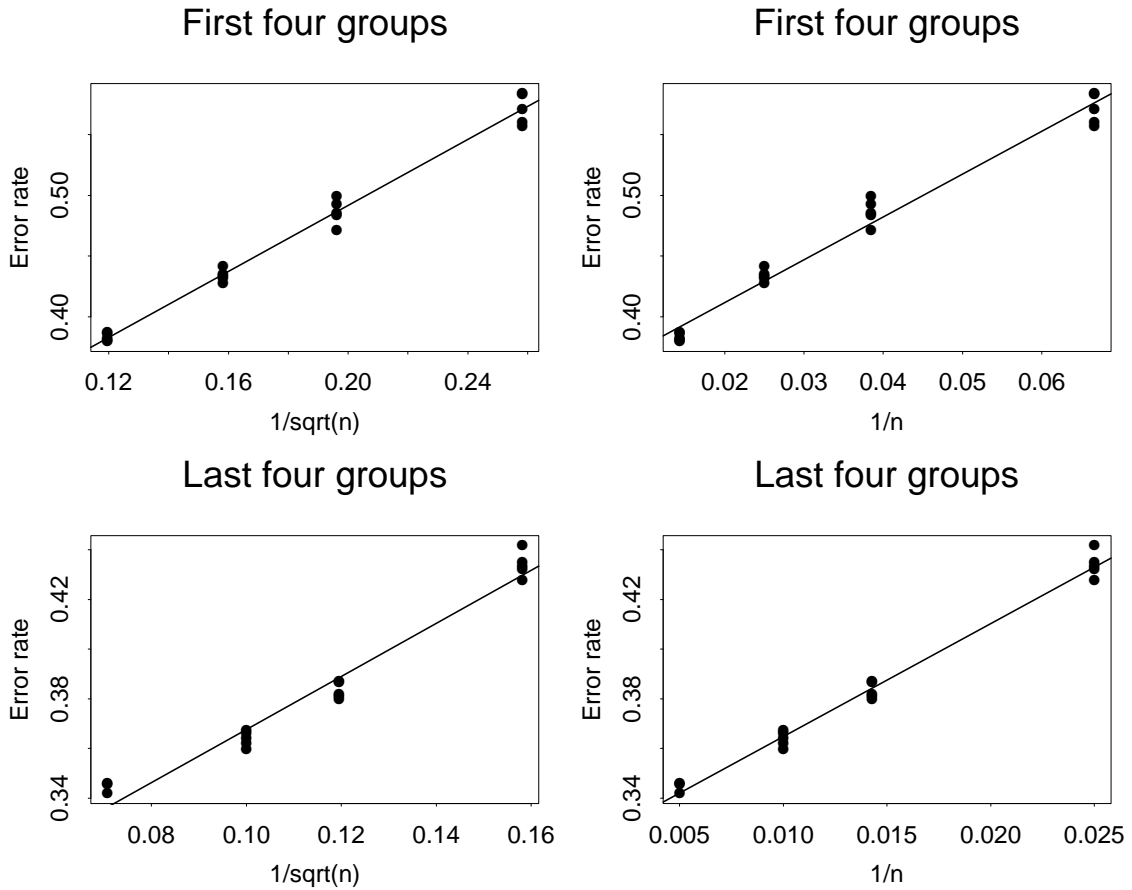 First four groups
Error rate
0.40 0.50
0.12 0.16 0.20 0.24
1/sqrt(n)
First four groups
Error rate
0.40 0.50
0.02 0.03 0.04 0.05 0.06
1/n
Last four groups
Error rate
0.34 0.38 0.42
0.08 0.10 0.12 0.14 0.16
1/sqrt(n)
Last four groups
Error rate
0.34 0.38 0.42
0.005 0.010 0.015 0.020 0.025
1/n